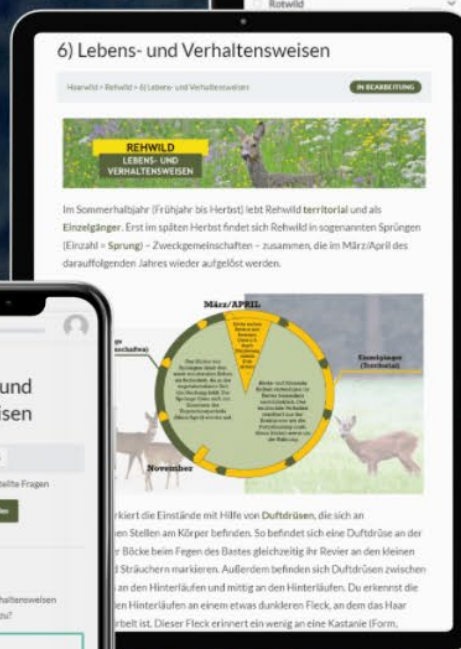 Rotwild
6) Lebens- und Verhaltensweisen
Haarwild > Rehwild > 6) Lebens- und Verhaltensweisen
IN BEARBEITUNG
REHWILD
LEBENS- UND
VERHALTENSWEISEN
Im Sommerhalbjahr (Frühjahr bis Herbst) lebt Rehwild territorial und als
Einzelgänger. Erst im späten Herbst findet sich Rehwild in sogenannten Sprüngen
(Einzahl = Sprung) – Zweckgemeinschaften – zusammen, die im März/April des
darauffolgenden Jahres wieder aufgelöst werden.
März/APRIL
schaften)
Einzelgänger
(Territorial)
November
rkiert die Einstände mit Hilfe von Duftdrüsen, die sich an
en Stellen am Körper befinden. So befindet sich eine Duftdrüse an der
r Böcke beim Fegen des Bastes gleichzeitig ihr Revier an den kleinen
d Sträuchern markieren. Außerdem befinden sich Duftdrüsen zwischen
an den Hinterläufen und mittig an den Hinterläufen. Du erkennst die
en Hinterläufen an einem etwas dunkleren Fleck, an dem das Haar
rbelt ist. Dieser Fleck erinnert ein wenig an eine Kastanie (Form,
und
isen
tellte Fragen
haltensweisen
zu?